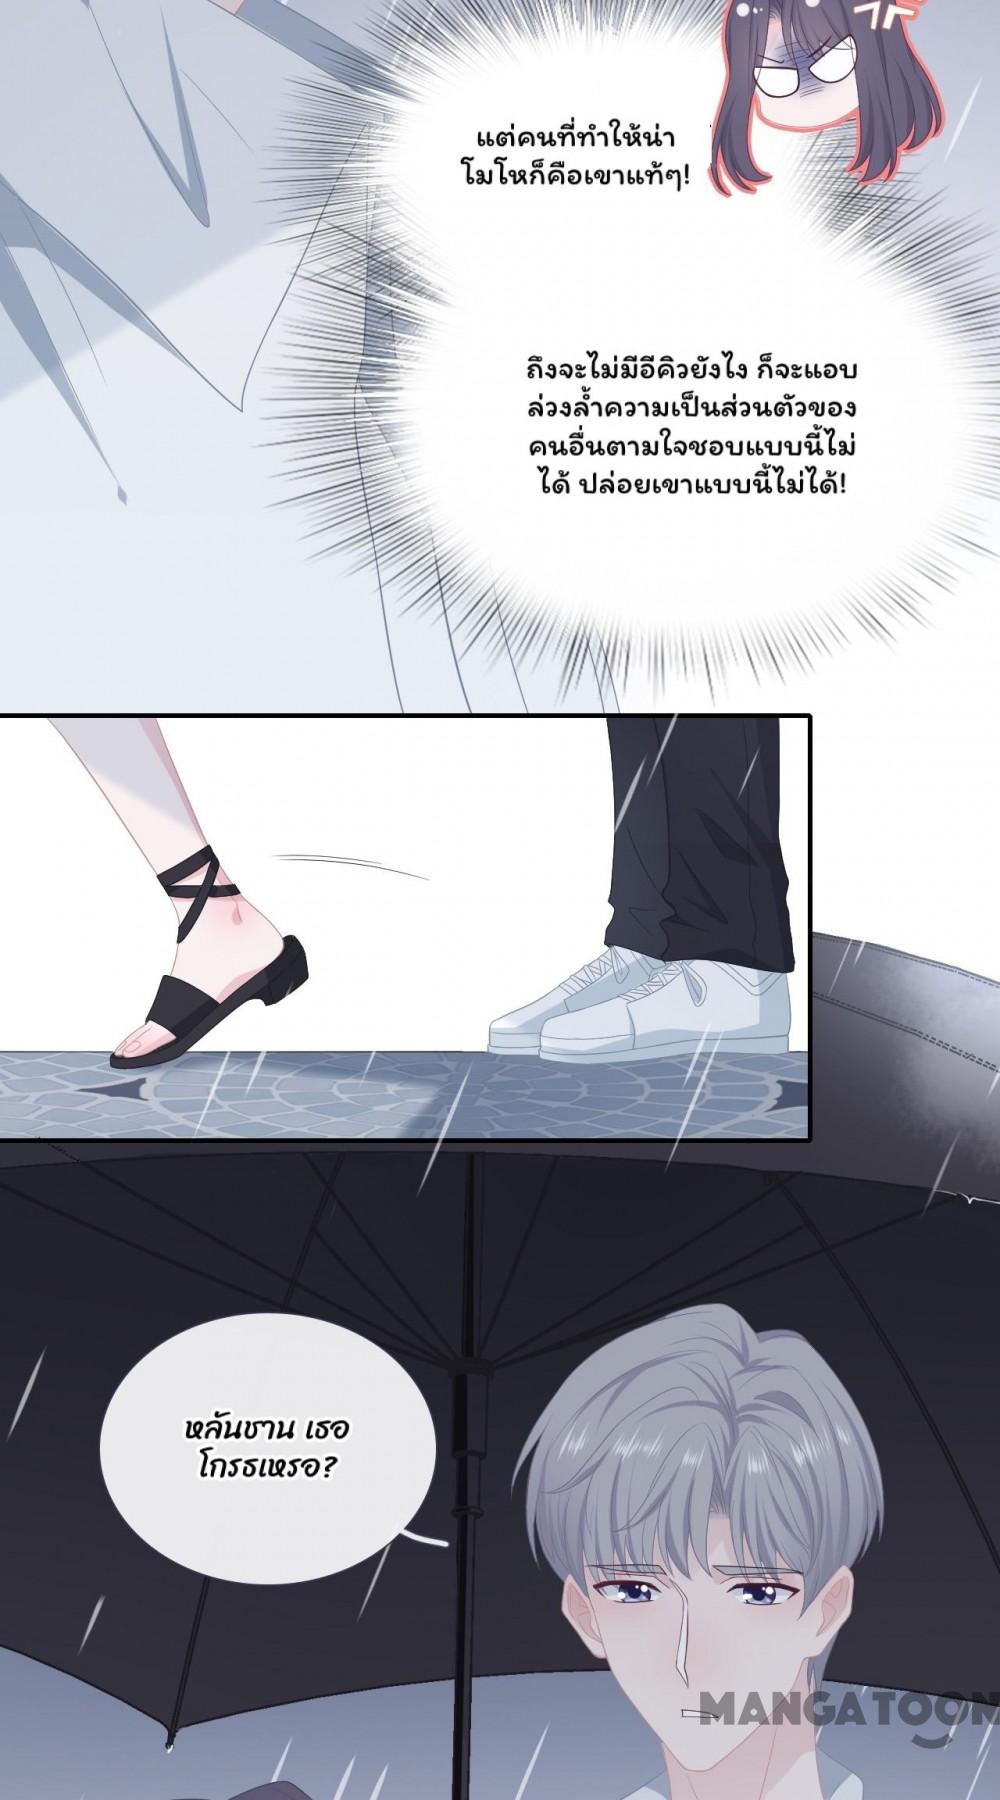 แต่คนที่ทำให้น่า
โมโหก็คือเขาแท้ๆ!
ถึงจะไม่มีอีคิวยังไง ก็จะแอบ
ล่วงล้ำความเป็นส่วนตัวของ
คนอื่นตามใจชอบแบบนี้ไม่
ได้ ปล่อยเขาแบบนี้ไม่ได้!
หลันชาน เธอ
โกรธเหรอ?
MANGATOON